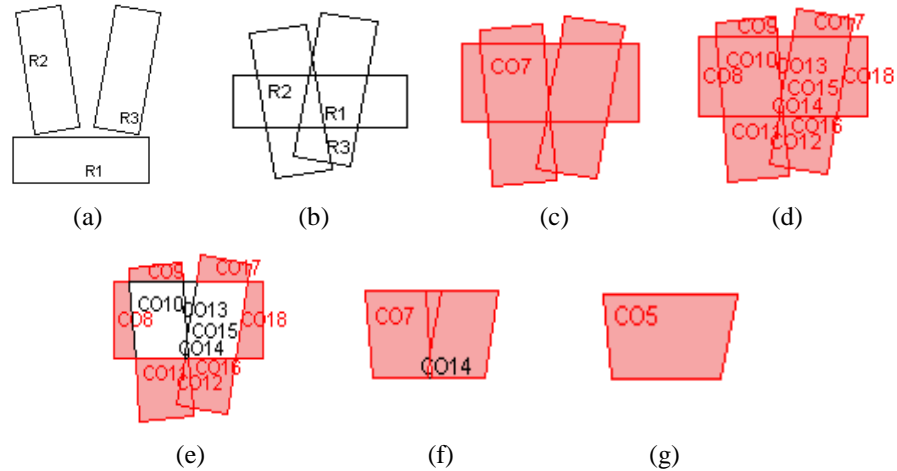 R2
R3
R1
(a)
R2
R1
R3
(b)
CO7
(c)
CO9
CO17
CO10
CO13
CO8
CO18
CO15
CO14
CO11
CO16
CO12
(d)
CO9
CO17
CO10
CO13
CO8
CO18
CO15
CO14
CO11
CO16
CO12
(e)
CO7
CO14
(f)
CO5
(g)